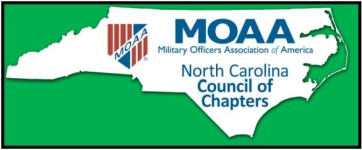 MOAA
MOAA
Military Officers Association of America
North Carolina
Council of
Chapters